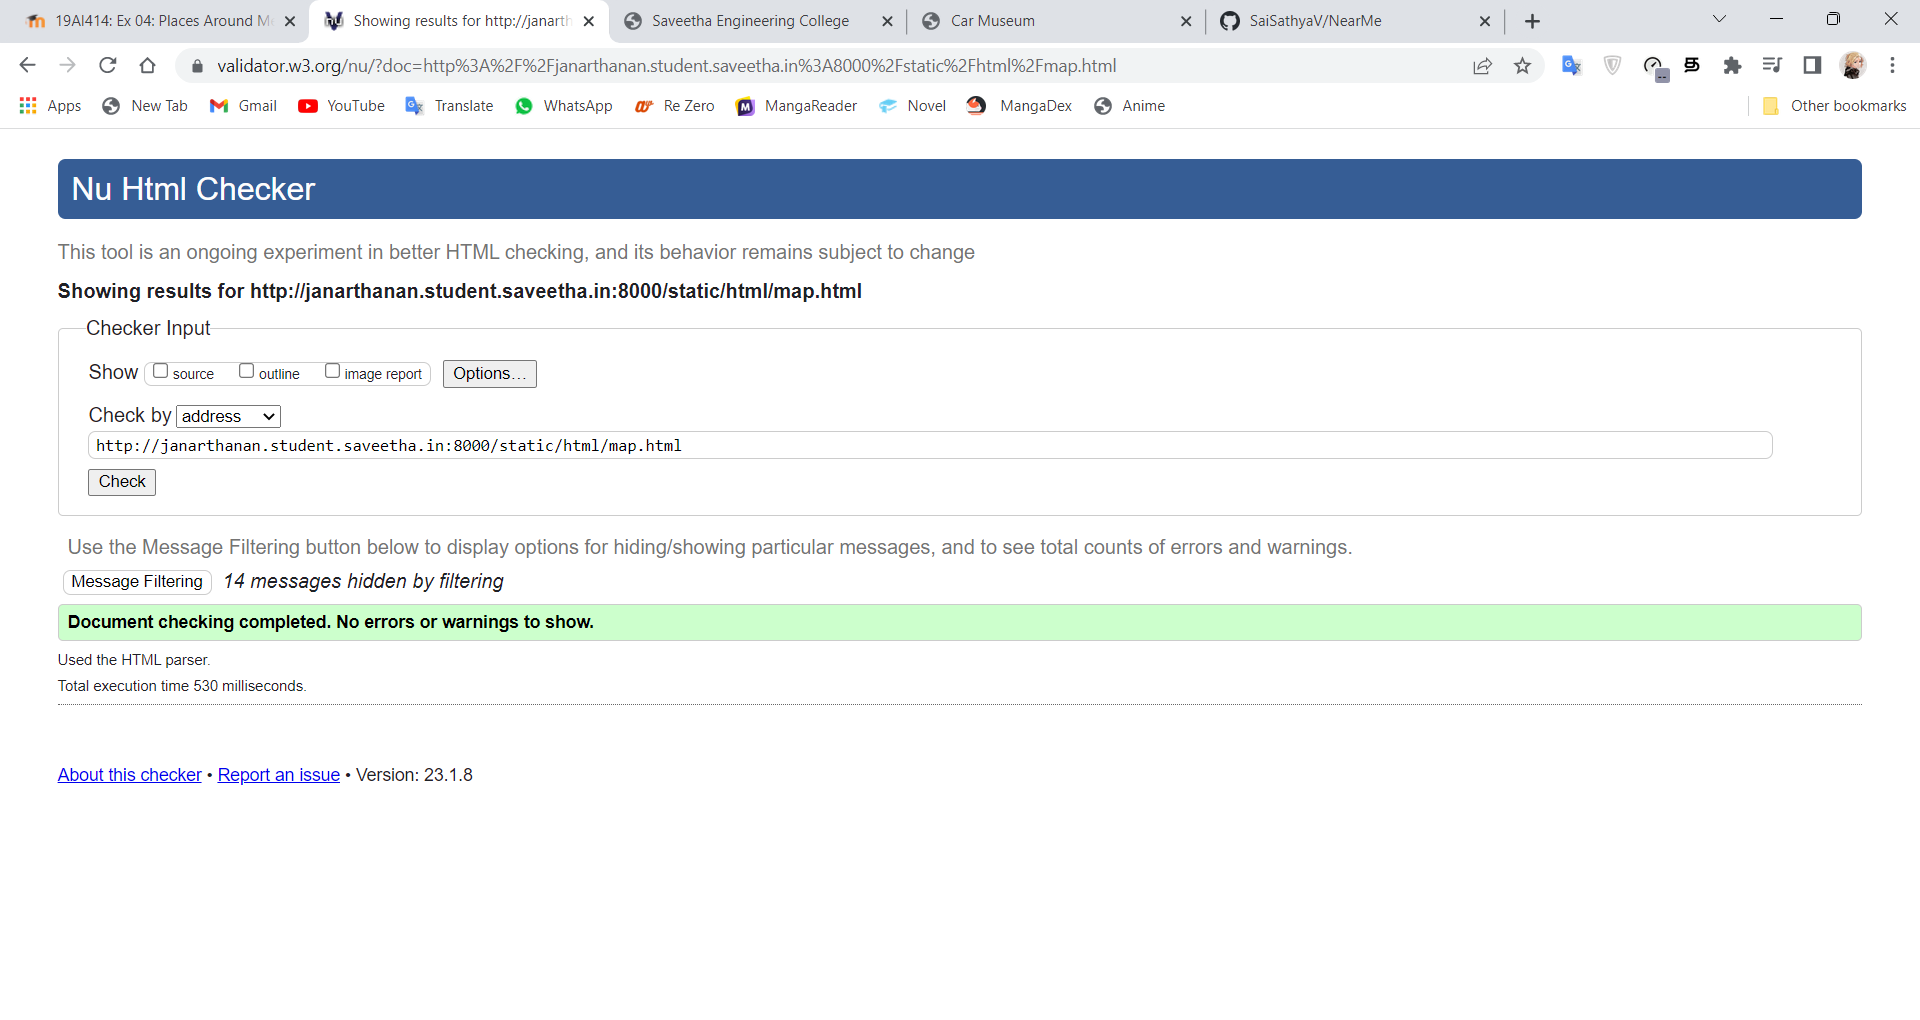 19AI414: Ex 04: Places Around M
Showing results for http://janarth
Saveetha Engineering College
Car Museum
SaiSathyaV/NearMe
validator.w3.org/nu/?doc=http%3A%2F%2Fjanarthanan.student.saveetha.in%3A8000%2Fstatic%2Fhtml%2Fmap.html
Apps
New Tab
Gmail
YouTube
Translate
WhatsApp
Re Zero
MangaReader
Novel
MangaDex
Anime
Other bookmarks
Nu Html Checker
This tool is an ongoing experiment in better HTML checking, and its behavior remains subject to change
Showing results for http://janarthanan.student.saveetha.in:8000/static/html/map.html
Checker Input
Show source outline image report Options...
Check by address
http://janarthanan.student.saveetha.in:8000/static/html/map.html
Check
Use the Message Filtering button below to display options for hiding/showing particular messages, and to see total counts of errors and warnings.
Message Filtering 14 messages hidden by filtering
Document checking completed. No errors or warnings to show.
Used the HTML parser.
Total execution time 530 milliseconds.
About this checker • Report an issue • Version: 23.1.8